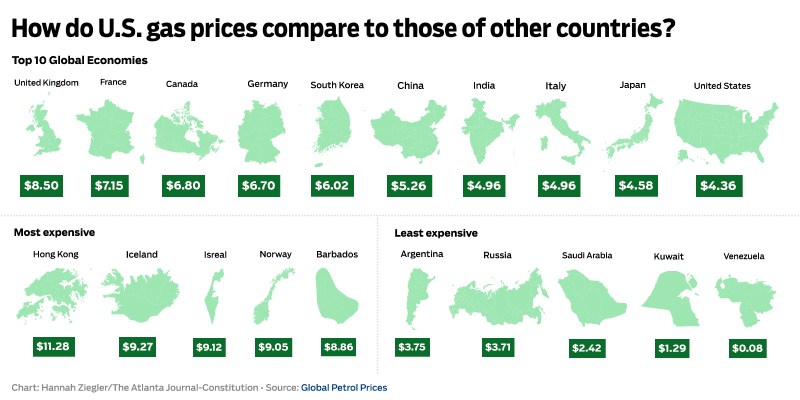 How do U.S. gas prices compare to those of other countries?
Top 10 Global Economies
United Kingdom France Canada Germany South Korea China India Italy Japan United States
$8.50 $7.15 $6.80 $6.70 $6.02 $5.26 $4.96 $4.96 $4.58 $4.36
Most expensive
Hong Kong Iceland Isreal Norway Barbados
$11.28 $9.27 $9.12 $9.05 $8.86
Least expensive
Argentina Russia Saudi Arabia Kuwait Venezuela
$3.75 $3.71 $2.42 $1.29 $0.08
Chart: Hannah Ziegler/The Atlanta Journal-Constitution · Source: Global Petrol Prices